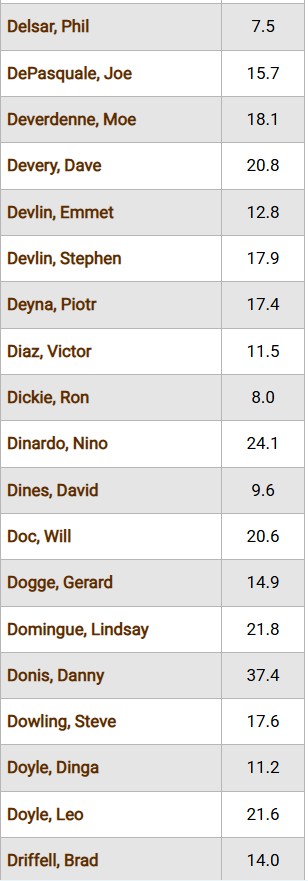 Delsar, Phil 7.5
DePasquale, Joe 15.7
Deverdenne, Moe 18.1
Devery, Dave 20.8
Devlin, Emmet 12.8
Devlin, Stephen 17.9
Deyna, Piotr 17.4
Diaz, Victor 11.5
Dickie, Ron 8.0
Dinardo, Nino 24.1
Dines, David 9.6
Doc, Will 20.6
Dogge, Gerard 14.9
Domingue, Lindsay 21.8
Donis, Danny 37.4
Dowling, Steve 17.6
Doyle, Dinga 11.2
Doyle, Leo 21.6
Driffell, Brad 14.0